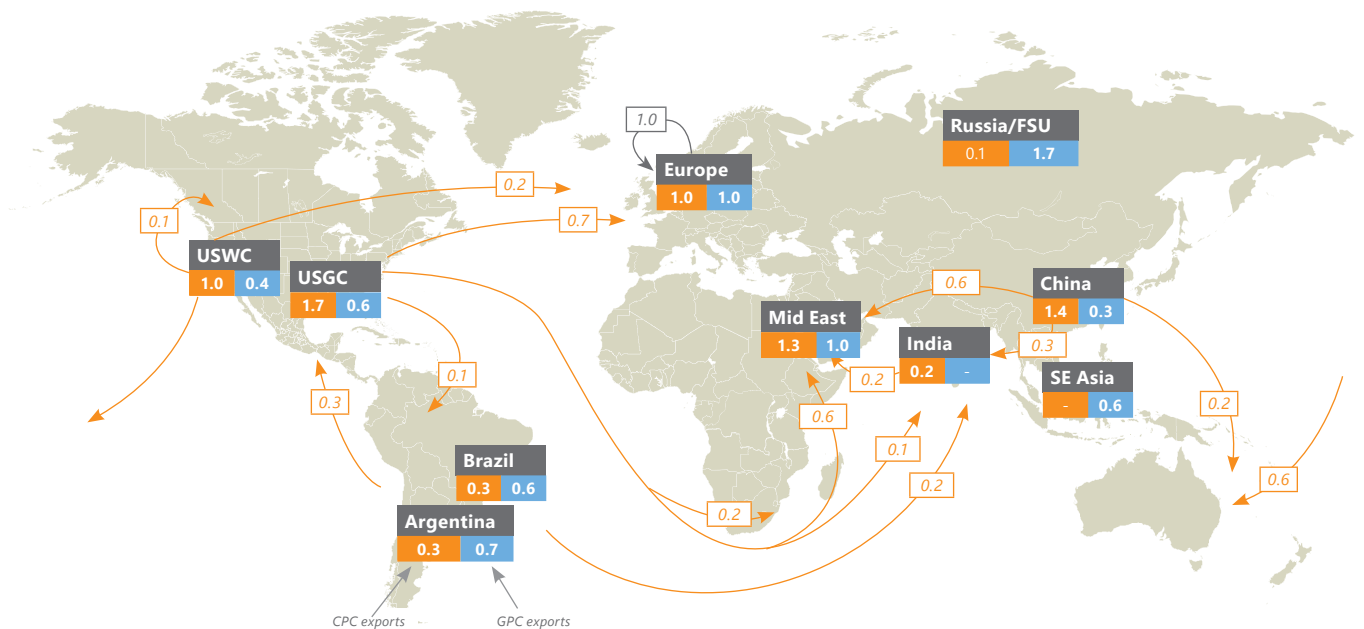 1.0
Russia/FSU
0.1 1.7
Europe
1.0 1.0
0.2
0.7
0.1
USWC
1.0 0.4
USGC
1.7 0.6
China
1.4 0.3
0.6
Mid East
1.3 1.0
India
0.2 -
0.3
0.2
SE Asia
- 0.6
0.1
0.3
0.6
0.2
0.1
Brazil
0.3 0.6
0.2
0.6
0.2
Argentina
0.3 0.7
CPC exports
GPC exports